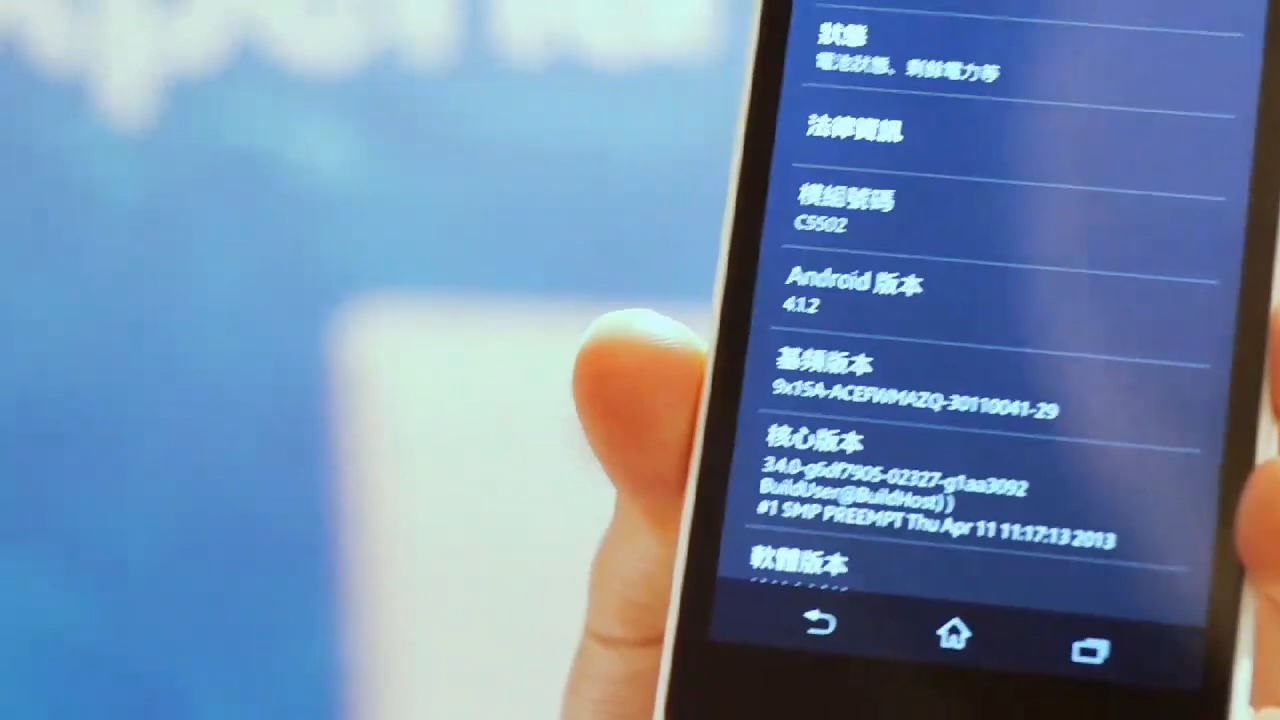 狀態
電池狀態、剩餘電力等
法律資訊
模組號碼
C5502
Android 版本
4.1.2
基頻版本
9x15A-ACEFWMAZQ-30110041-29
核心版本
3.4.0-g6df7905-02327-g1aa3092
BuildUser@BuildHost) )
#1 SMP PREEMPT Thu Apr 11 11:17:13 2013
軟體版本